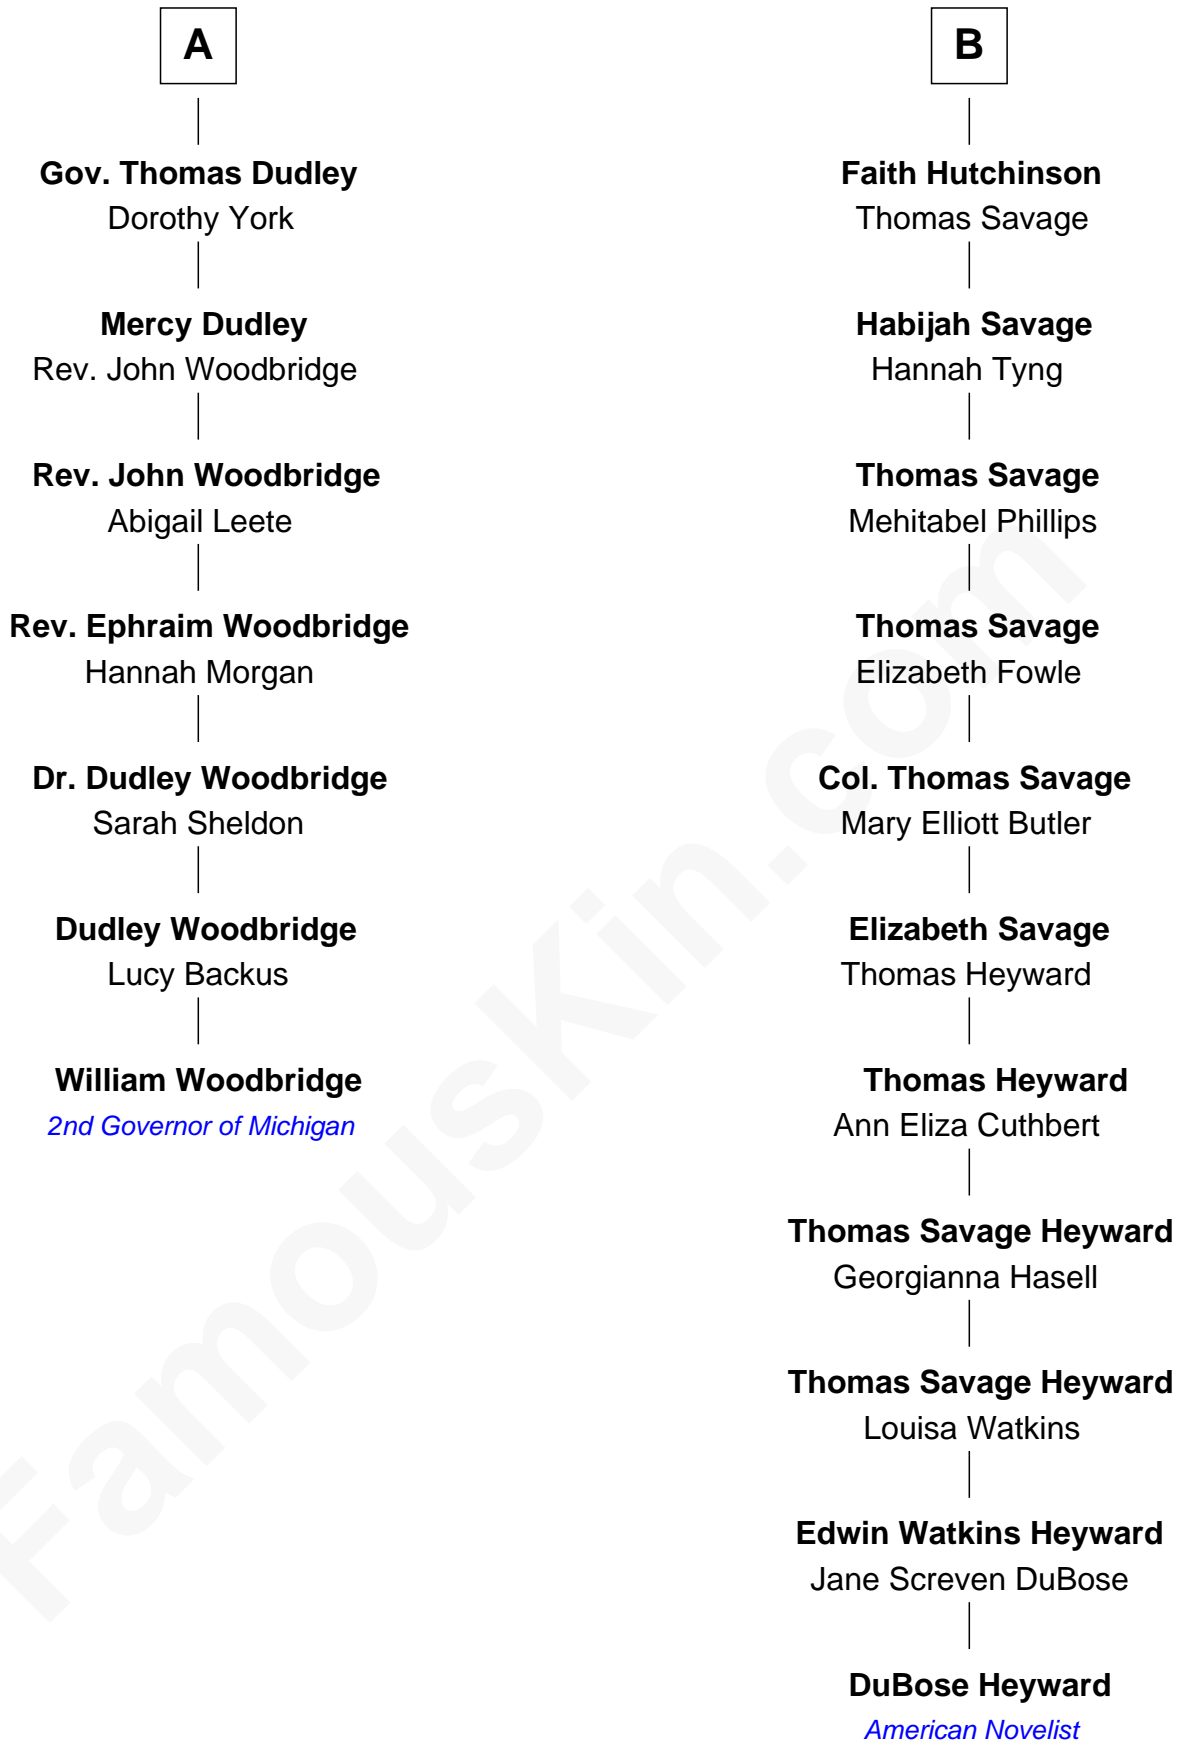 A
Gov. Thomas Dudley
Dorothy York
Mercy Dudley
Rev. John Woodbridge
Rev. John Woodbridge
Abigail Leete
Rev. Ephraim Woodbridge
Hannah Morgan
Dr. Dudley Woodbridge
Sarah Sheldon
Dudley Woodbridge
Lucy Backus
William Woodbridge
2nd Governor of Michigan
B
Faith Hutchinson
Thomas Savage
Habijah Savage
Hannah Tyng
Thomas Savage
Mehitabel Phillips
Thomas Savage
Elizabeth Fowle
Col. Thomas Savage
Mary Elliott Butler
Elizabeth Savage
Thomas Heyward
Thomas Heyward
Ann Eliza Cuthbert
Thomas Savage Heyward
Georgianna Hasell
Thomas Savage Heyward
Louisa Watkins
Edwin Watkins Heyward
Jane Screven DuBose
DuBose Heyward
American Novelist
FamousKin.com